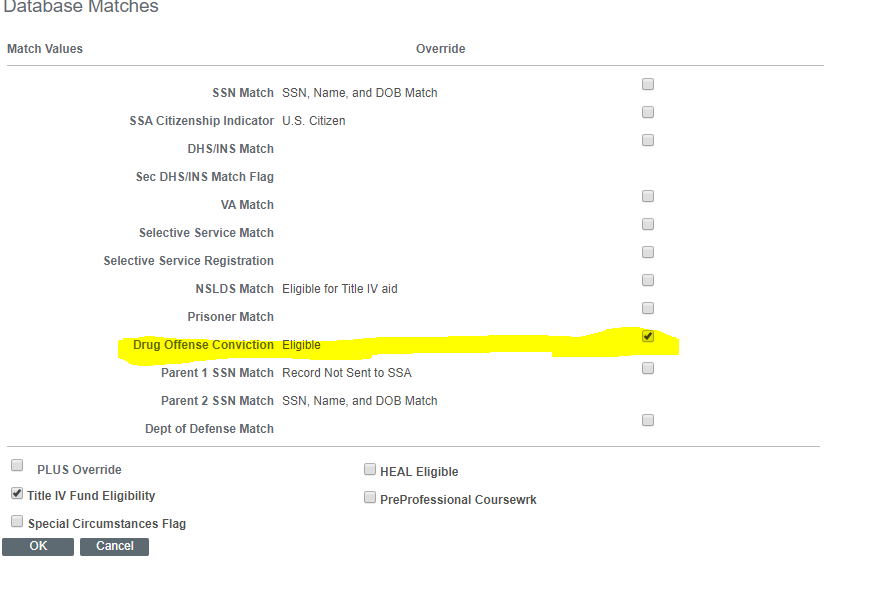 Database Matches
Match Values Override
SSN Match SSN, Name, and DOB Match
SSA Citizenship Indicator U.S. Citizen
DHS/INS Match
Sec DHS/INS Match Flag
VA Match
Selective Service Match
Selective Service Registration
NSLDS Match Eligible for Title IV aid
Prisoner Match
Drug Offense Conviction Eligible
Parent 1 SSN Match Record Not Sent to SSA
Parent 2 SSN Match SSN, Name, and DOB Match
Dept of Defense Match
PLUS Override HEAL Eligible
Title IV Fund Eligibility PreProfessional Coursewrk
Special Circumstances Flag
OK Cancel